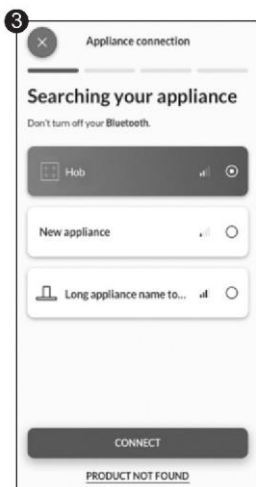 3
Appliance connection
Searching your appliance
Don't turn off your Bluetooth.
Hob
New appliance
Long appliance name to...
CONNECT
PRODUCT NOT FOUND